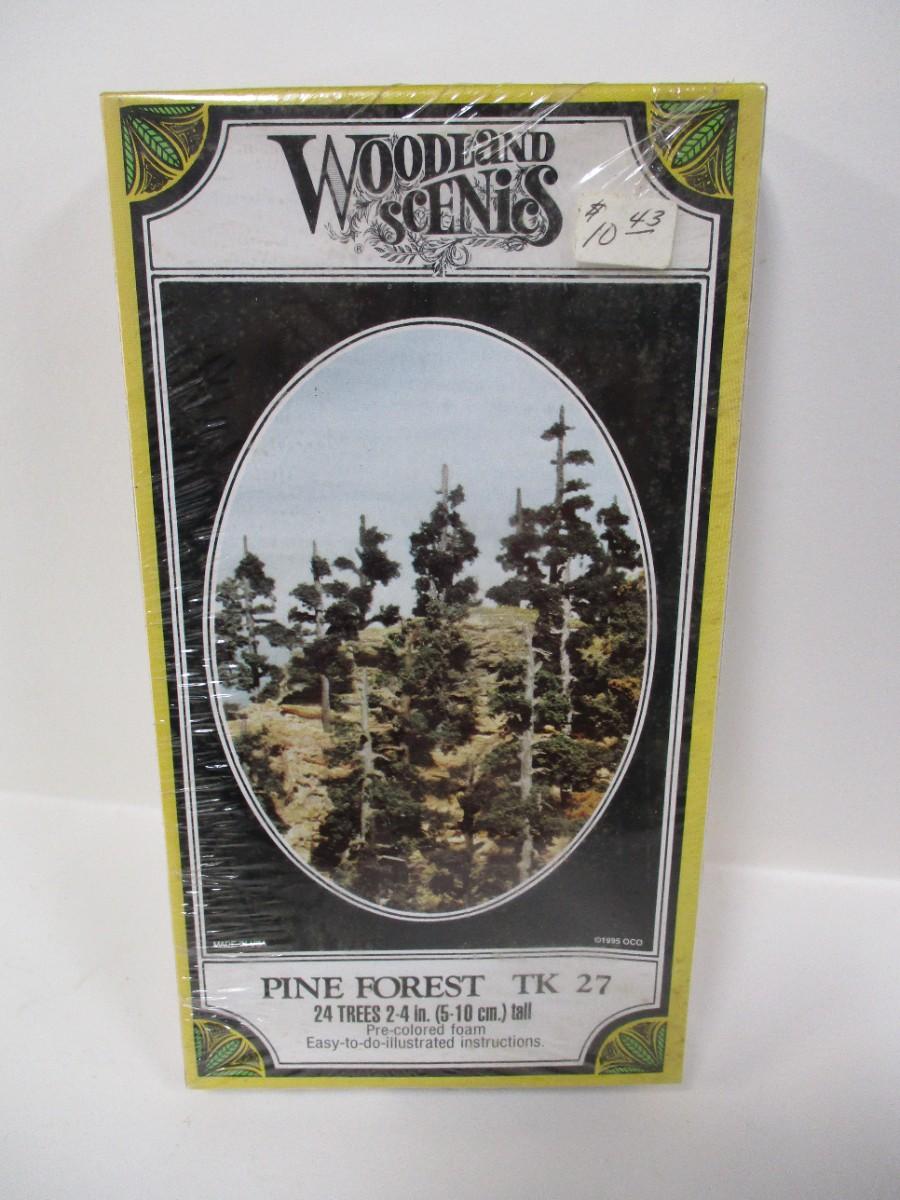 WOODLAND
SCENICS
®
$10 43
MADE IN USA
©1995 OCO
PINE FOREST TK 27
24 TREES 2-4 in. (5-10 cm.) tall
Pre-colored foam
Easy-to-do-illustrated instructions.